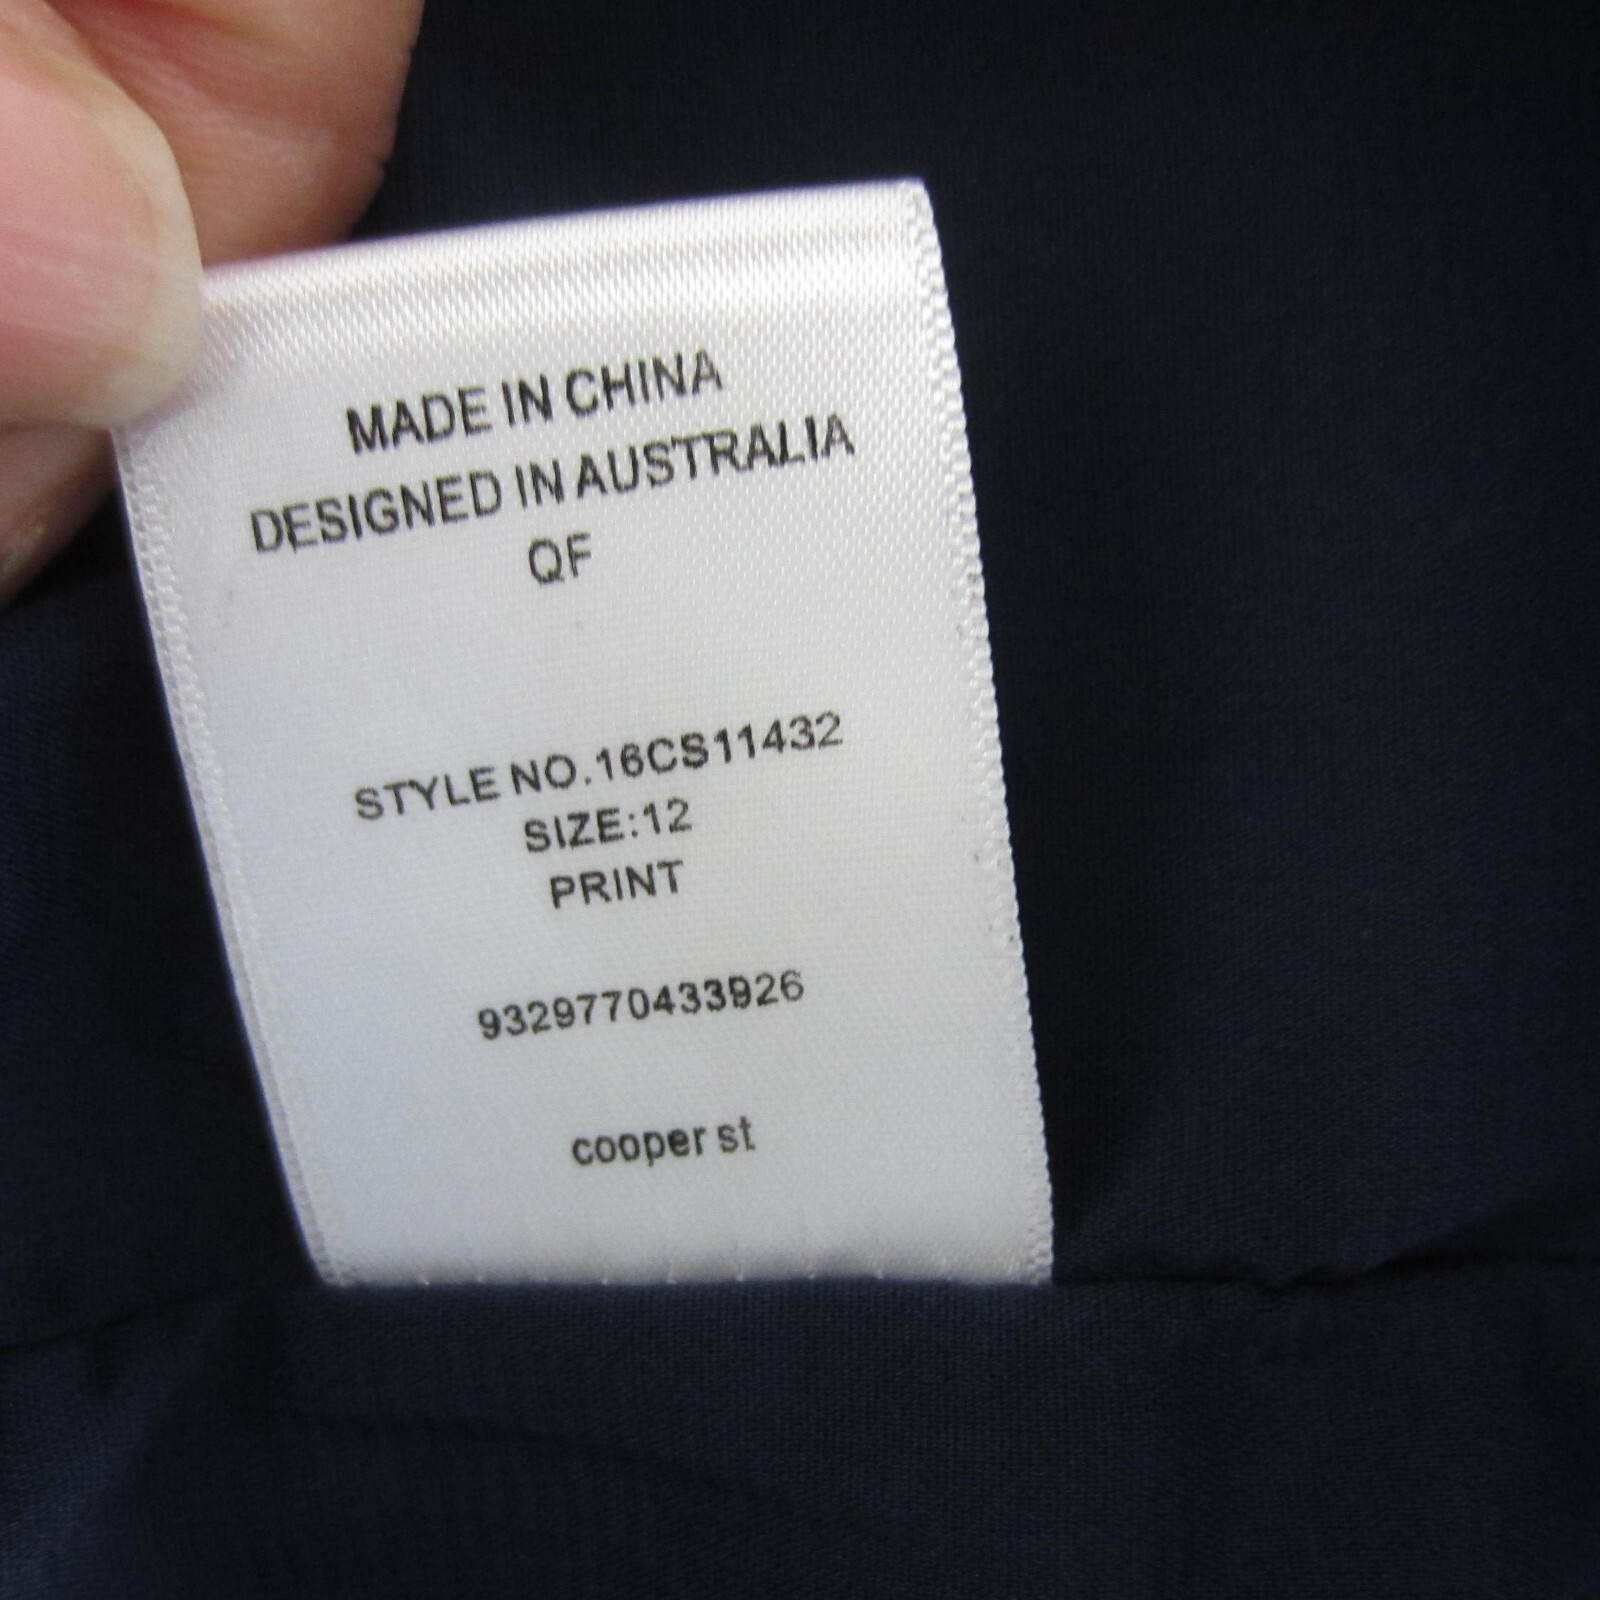 MADE IN CHINA
DESIGNED IN AUSTRALIA
QF
STYLE NO.16CS11432
SIZE:12
PRINT
9329770433926
cooper st